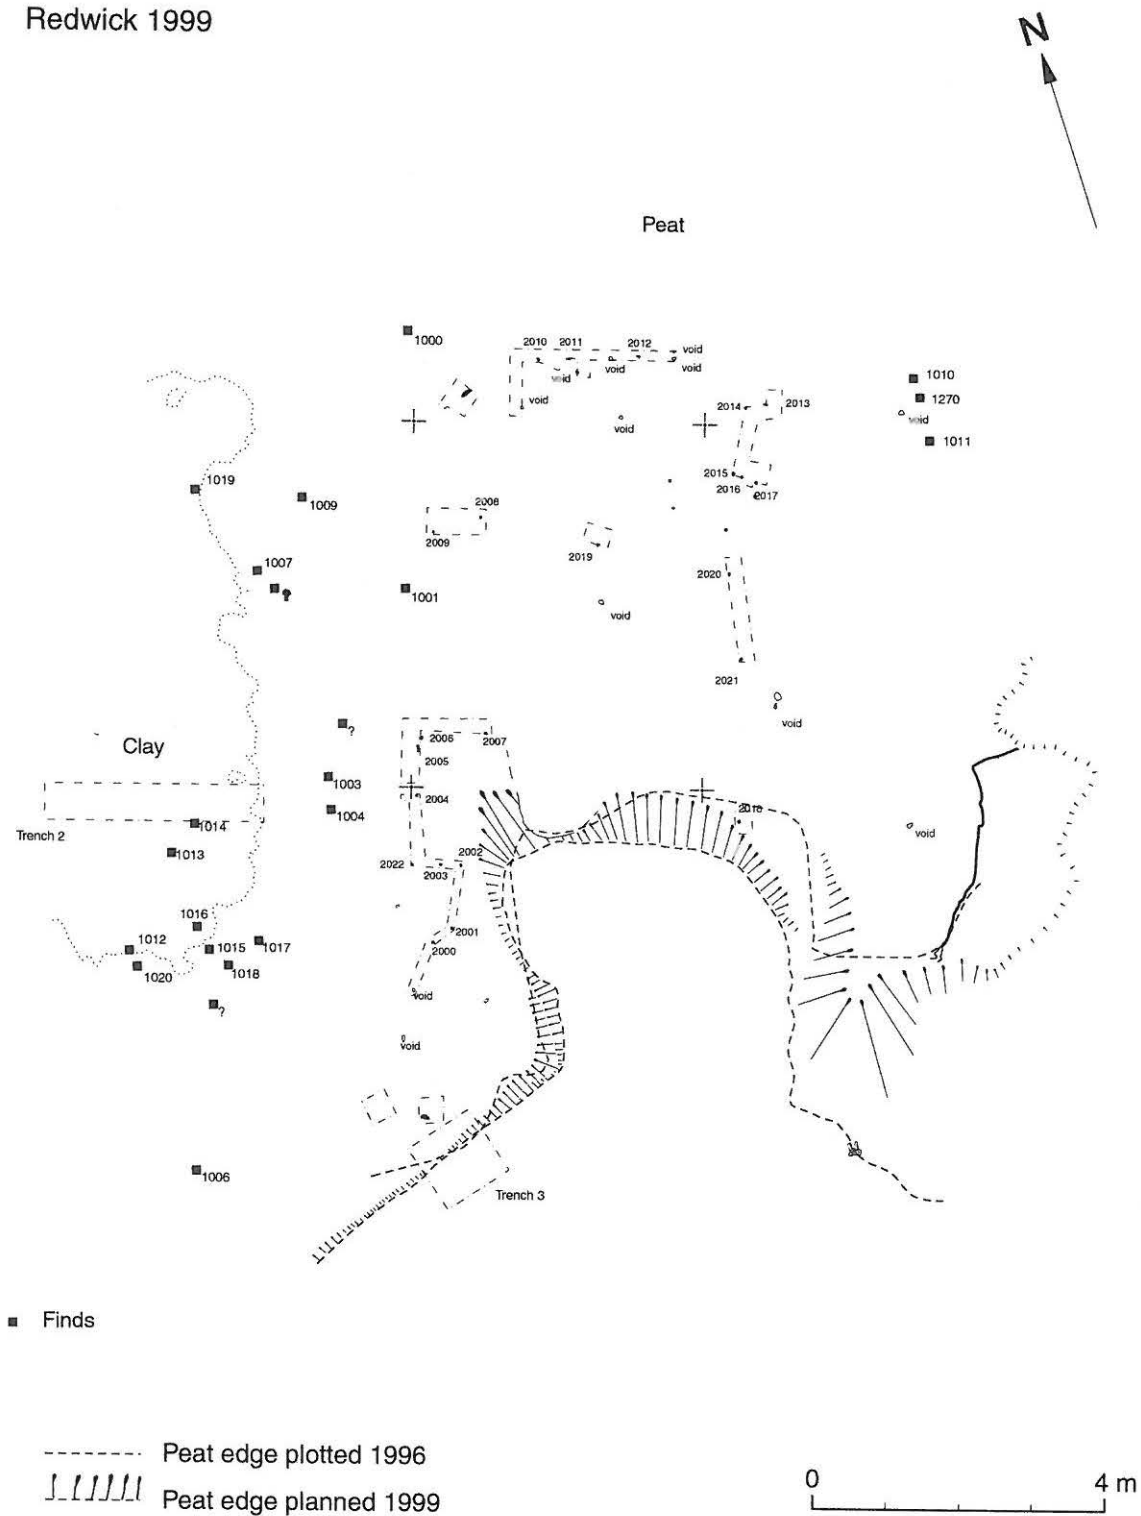 Redwick 1999
N
Peat
1000
2010 2011 2012 void
void void void
void
void
2014 2013
1010
1270
void
1011
2015
2016 2017
1019
1009
2008
2009
2019
1007
2020
1001
void
2021
void
?
Clay
2006 2007
2005
1003
2004
1004
2018
void
Trench 2
1014
1013
2022 2003 2002
1016
1012 1015 1017
1020 1018
2001
2000
void
?
void
1006
Trench 3
Finds
Peat edge plotted 1996
Peat edge planned 1999
0 4 m